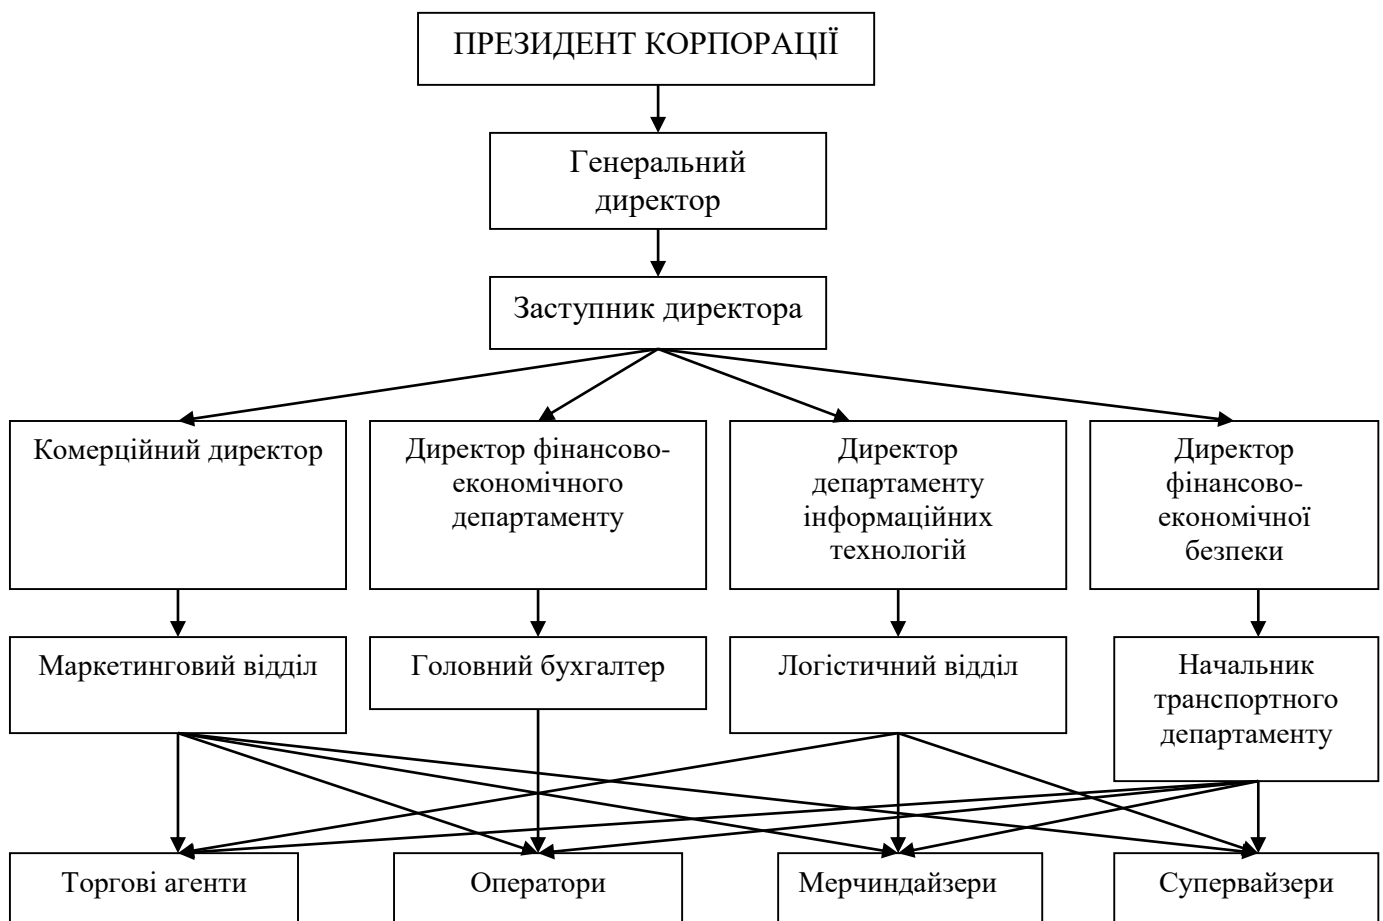 ПРЕЗИДЕНТ КОРПОРАЦІЇ
Генеральний
директор
Заступник директора
Комерційний директор
Директор фінансово-
економічного
департаменту
Директор
департаменту
інформаційних
технологій
Директор
фінансово-
економічної
безпеки
Маркетинговий відділ
Головний бухгалтер
Логістичний відділ
Начальник
транспортного
департаменту
Торгові агенти
Оператори
Мерчиндайзери
Супервайзери